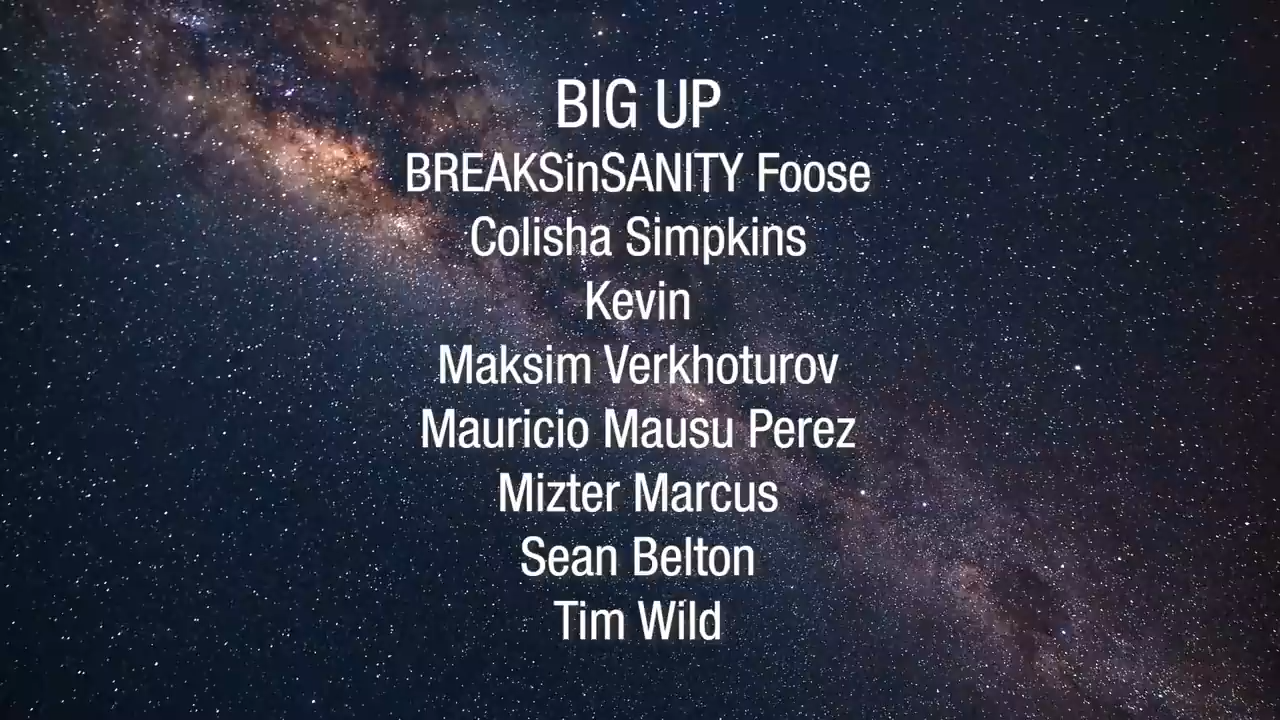 BIG UP
BREAKSinSANITY Foose
Colisha Simpkins
Kevin
Maksim Verkhoturov
Mauricio Mausu Perez
Mizter Marcus
Sean Belton
Tim Wild